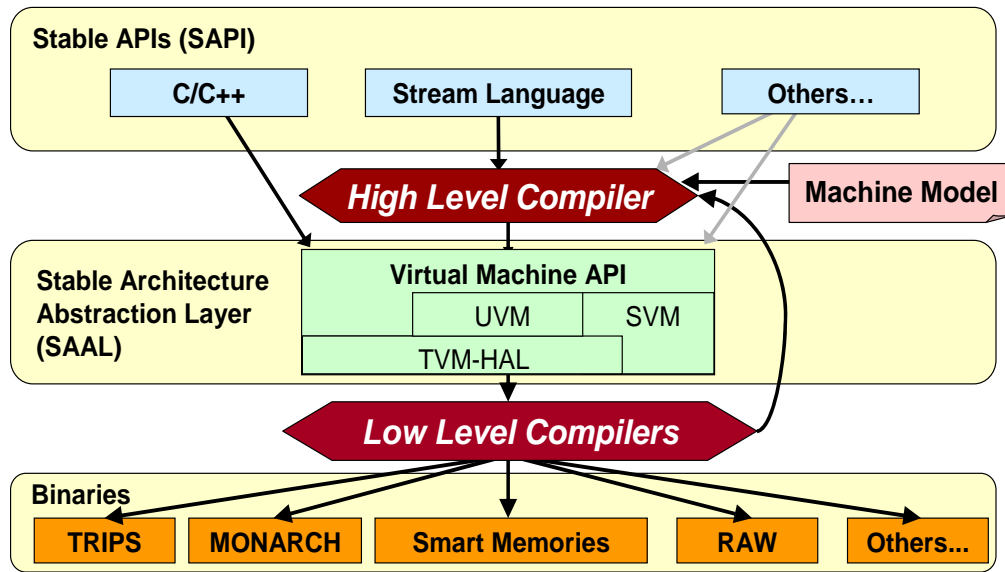 Stable APIs (SAPI)
C/C++
Stream Language
Others…
High Level Compiler
Machine Model
Stable Architecture
Abstraction Layer
(SAAL)
Virtual Machine API
UVM
SVM
TVM-HAL
Low Level Compilers
Binaries
TRIPS
MONARCH
Smart Memories
RAW
Others...